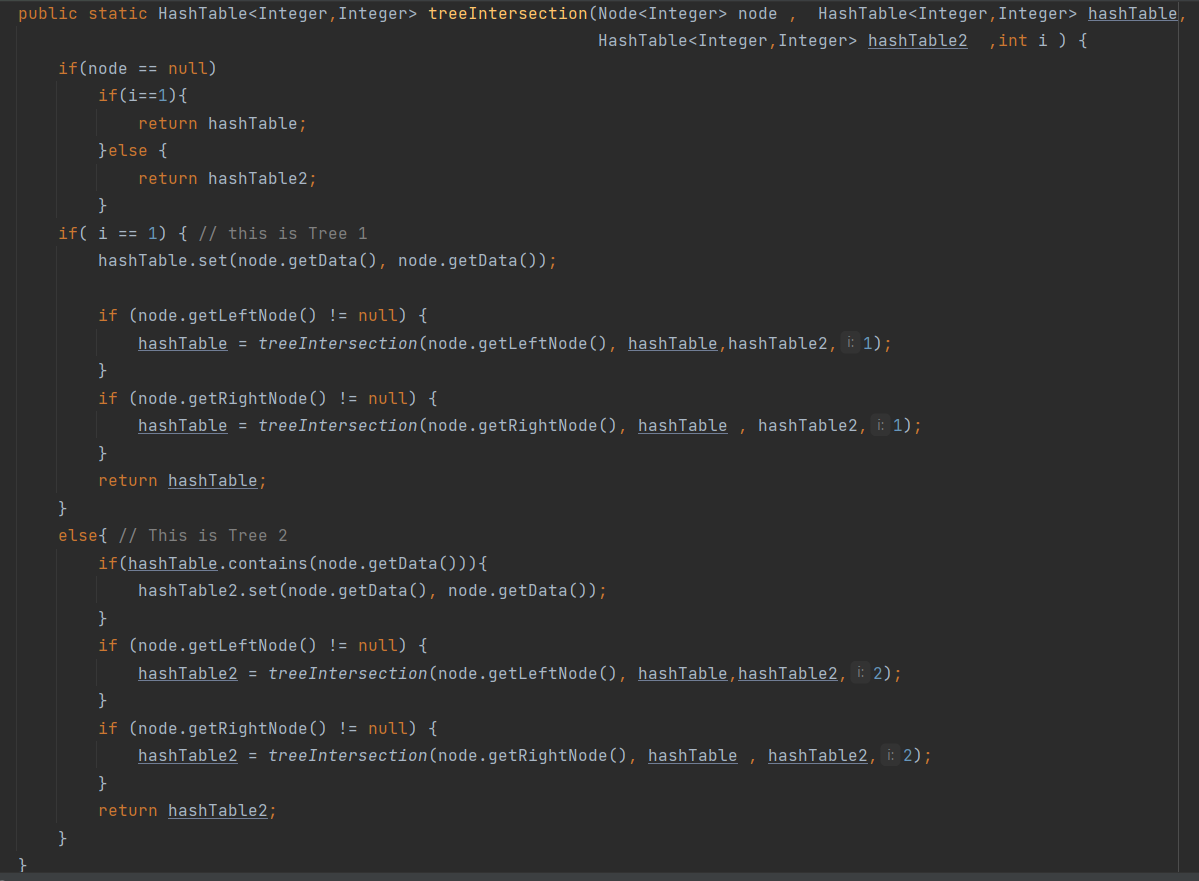 public static HashTable<Integer,Integer> treeIntersection(Node<Integer> node ,  HashTable<Integer,Integer> hashTable,
HashTable<Integer,Integer> hashTable2  ,int i ) {
if(node == null)
if(i==1){
return hashTable;
}else {
return hashTable2;
}
if( i == 1) { // this is Tree 1
hashTable.set(node.getData(), node.getData());
if (node.getLeftNode() != null) {
hashTable = treeIntersection(node.getLeftNode(), hashTable,hashTable2, i: 1);
}
if (node.getRightNode() != null) {
hashTable = treeIntersection(node.getRightNode(), hashTable , hashTable2, i: 1);
}
return hashTable;
}
else{ // This is Tree 2
if(hashTable.contains(node.getData())){
hashTable2.set(node.getData(), node.getData());
}
if (node.getLeftNode() != null) {
hashTable2 = treeIntersection(node.getLeftNode(), hashTable,hashTable2, i: 2);
}
if (node.getRightNode() != null) {
hashTable2 = treeIntersection(node.getRightNode(), hashTable , hashTable2, i: 2);
}
return hashTable2;
}
}